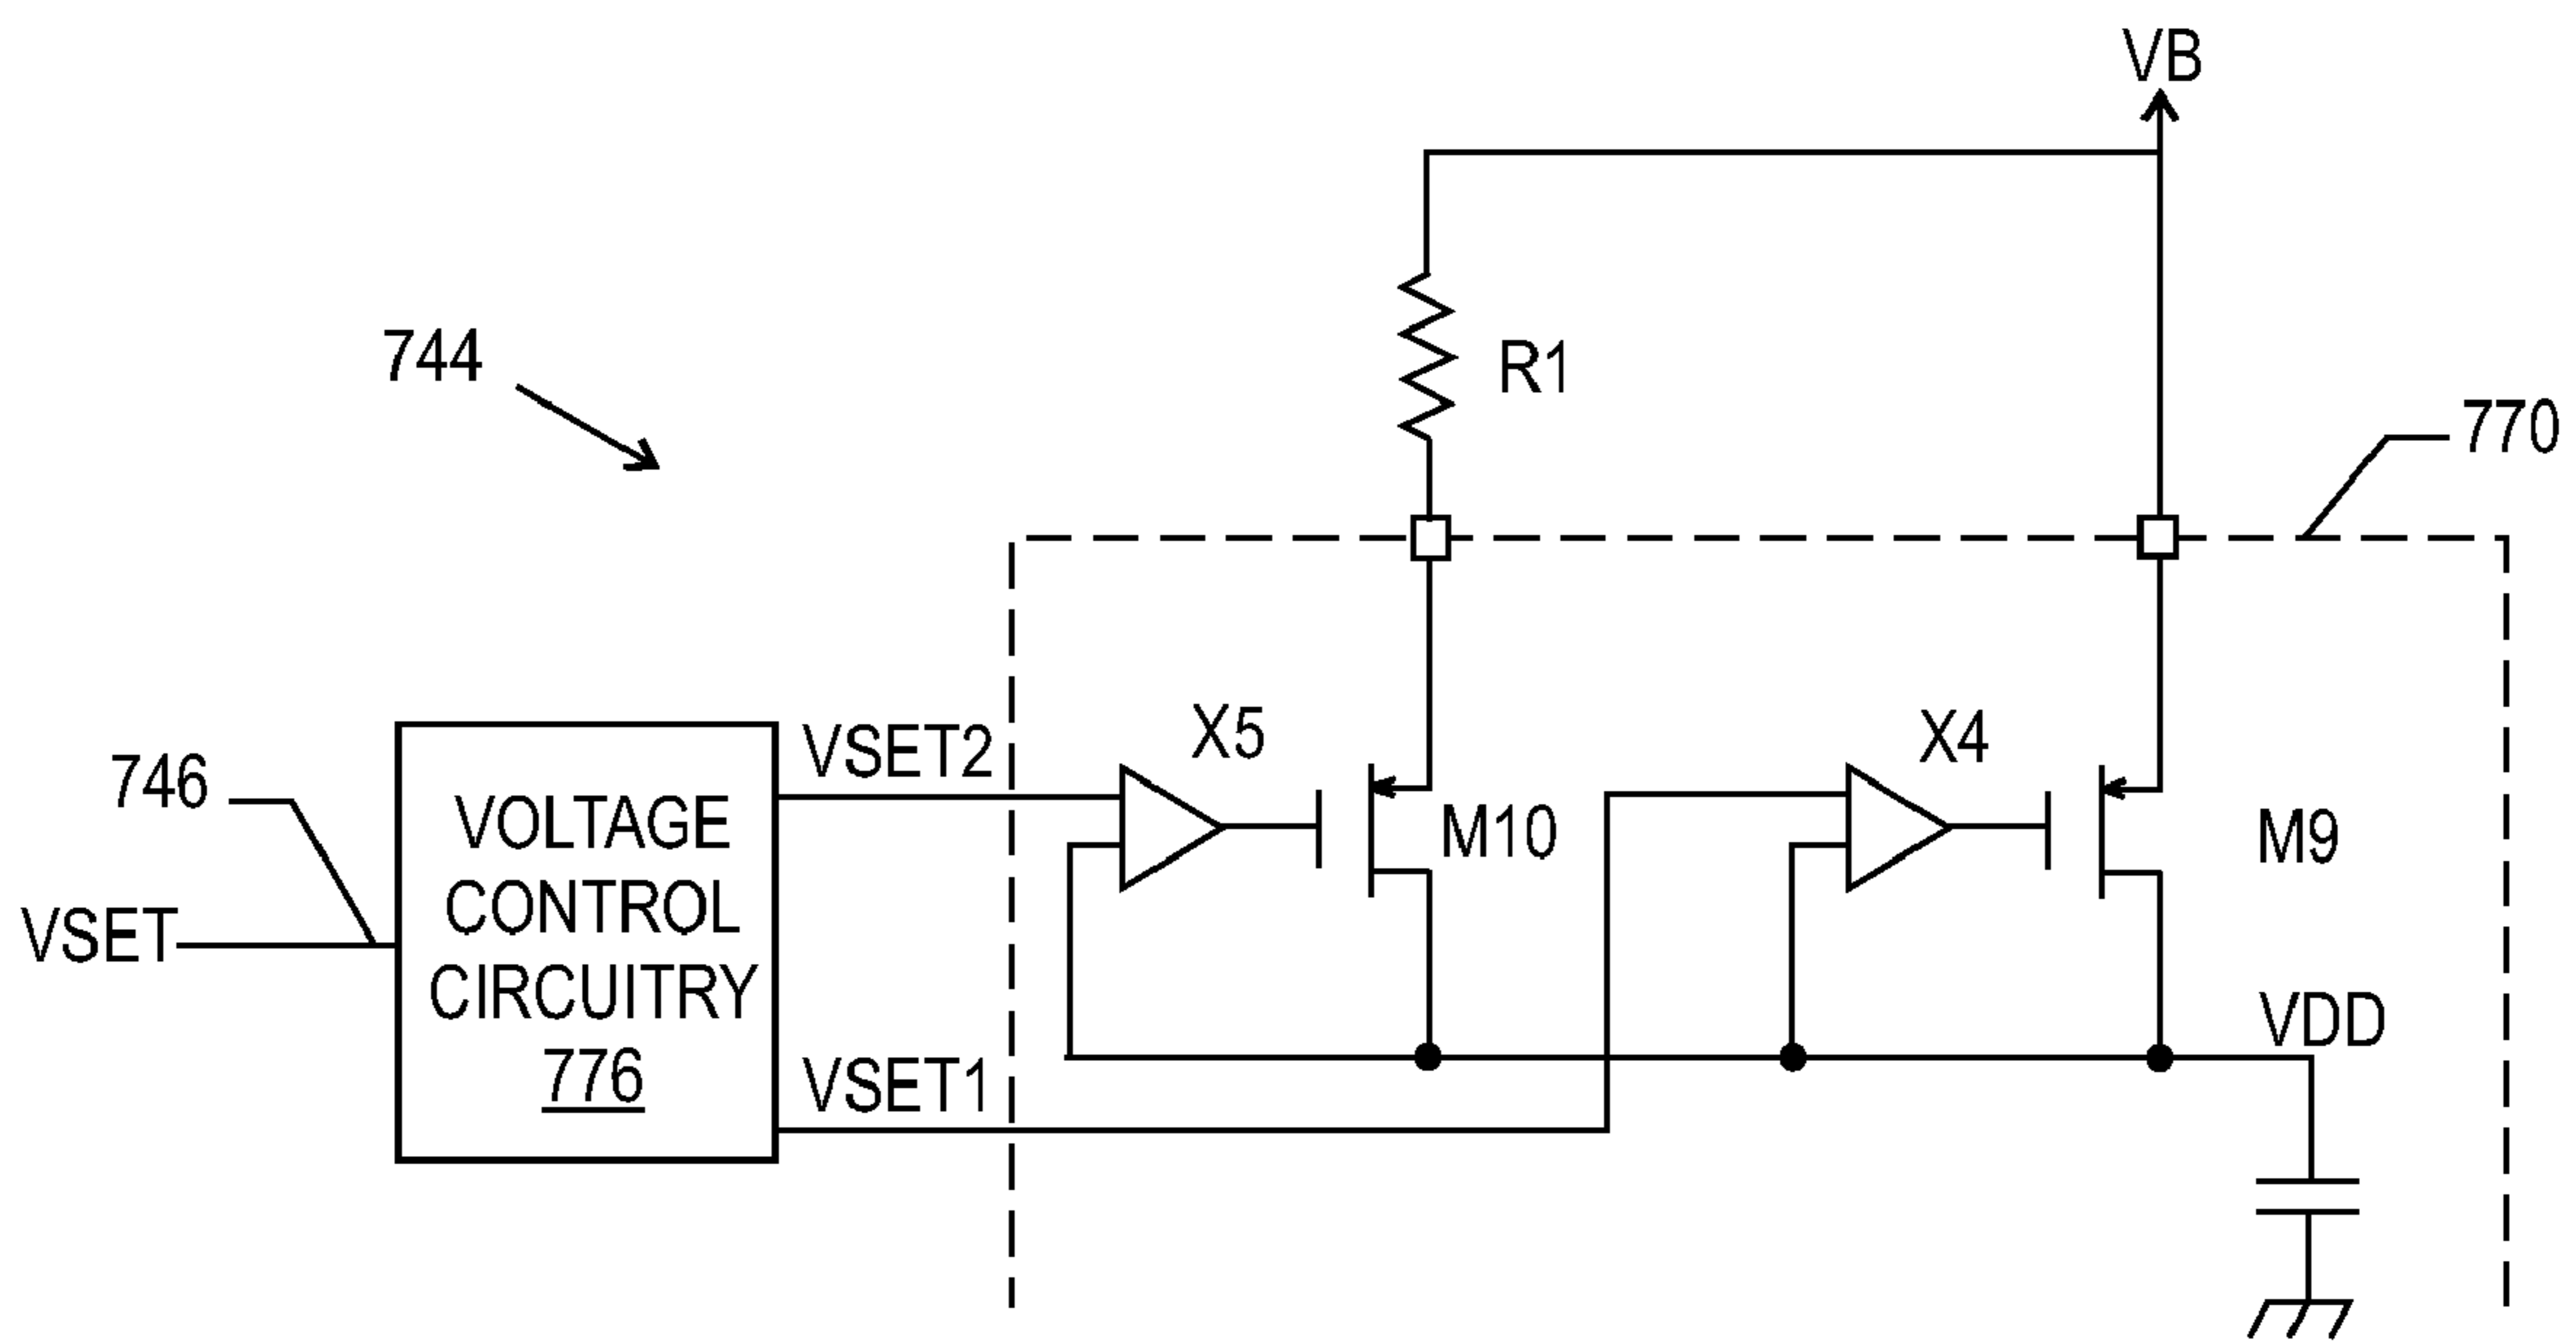 VB
744
R1
770
X5
X4
VSET2
746
VOLTAGE
CONTROL
CIRCUITRY
776
M10
M9
VSET
VDD
VSET1